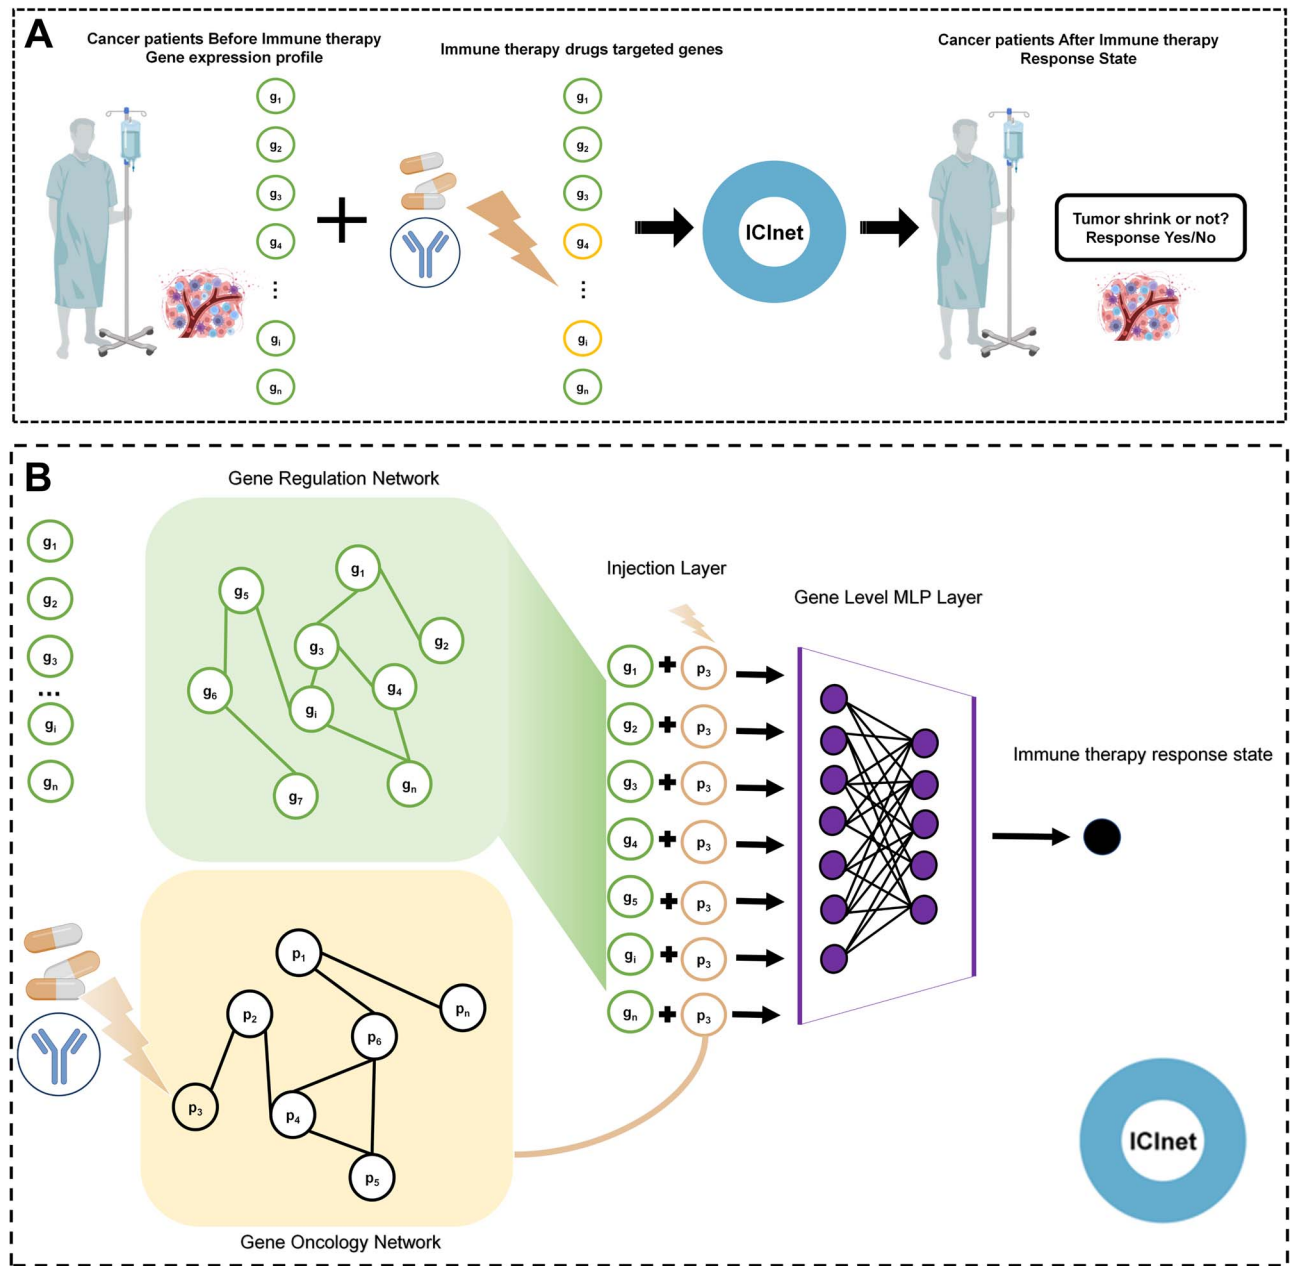 A
Cancer patients Before Immune therapy
Gene expression profile
g1
g2
g3
g4
⋮
gi
gn
Immune therapy drugs targeted genes
g1
g2
g3
g4
⋮
gi
gn
ICInet
Cancer patients After Immune therapy
Response State
Tumor shrink or not?
Response Yes/No
B
g1
g2
g3
...
gi
gn
Gene Regulation Network
g1
g5
g2
g3
g6
g4
gi
g7
gn
Injection Layer
g1 + p3
g2 + p3
g3 + p3
g4 + p3
g5 + p3
gi + p3
gn + p3
Gene Level MLP Layer
Immune therapy response state
p1
p2
pn
p6
p3
p4
p5
Gene Oncology Network
ICInet